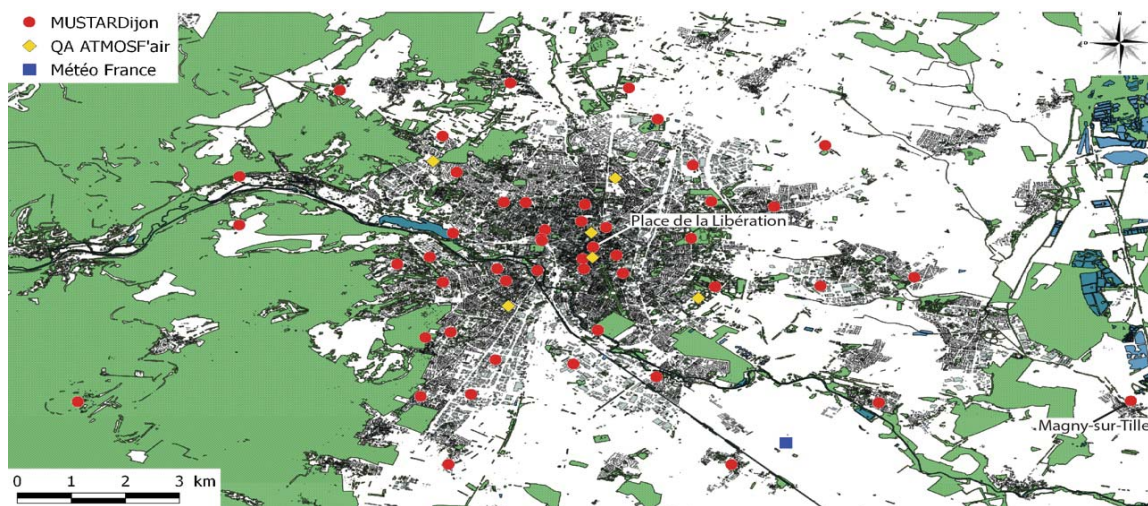 MUSTARDijon
QA ATMOSF'air
Météo France
Place de la Libération
Magny-sur-Tille
0 1 2 3 km